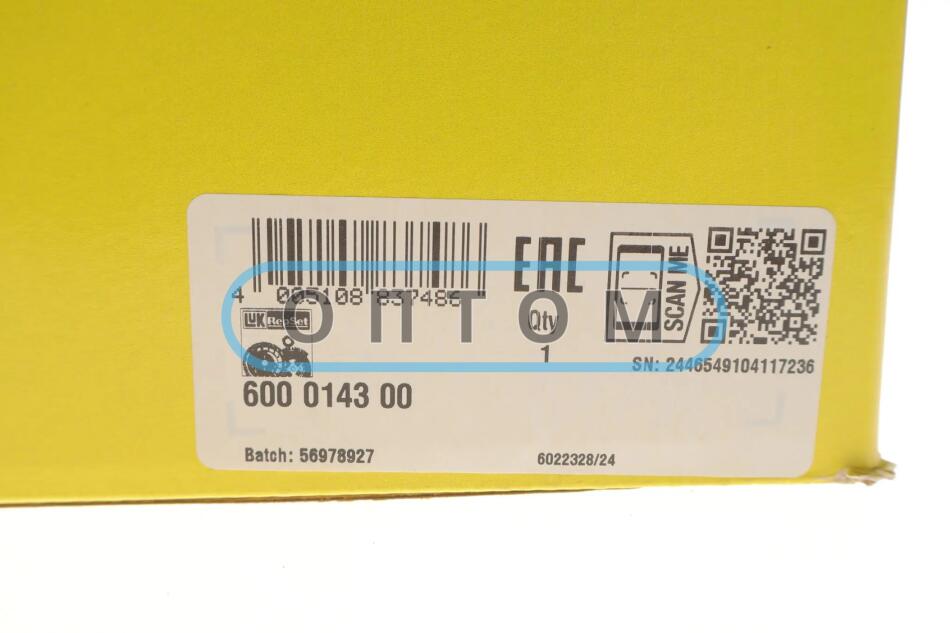 EAC
SCAN ME
4 005108 837486
LUK RepSet
Qty
1
SN: 2446549104117236
600 0143 00
Batch: 56978927
6022328/24
ОПТОМ